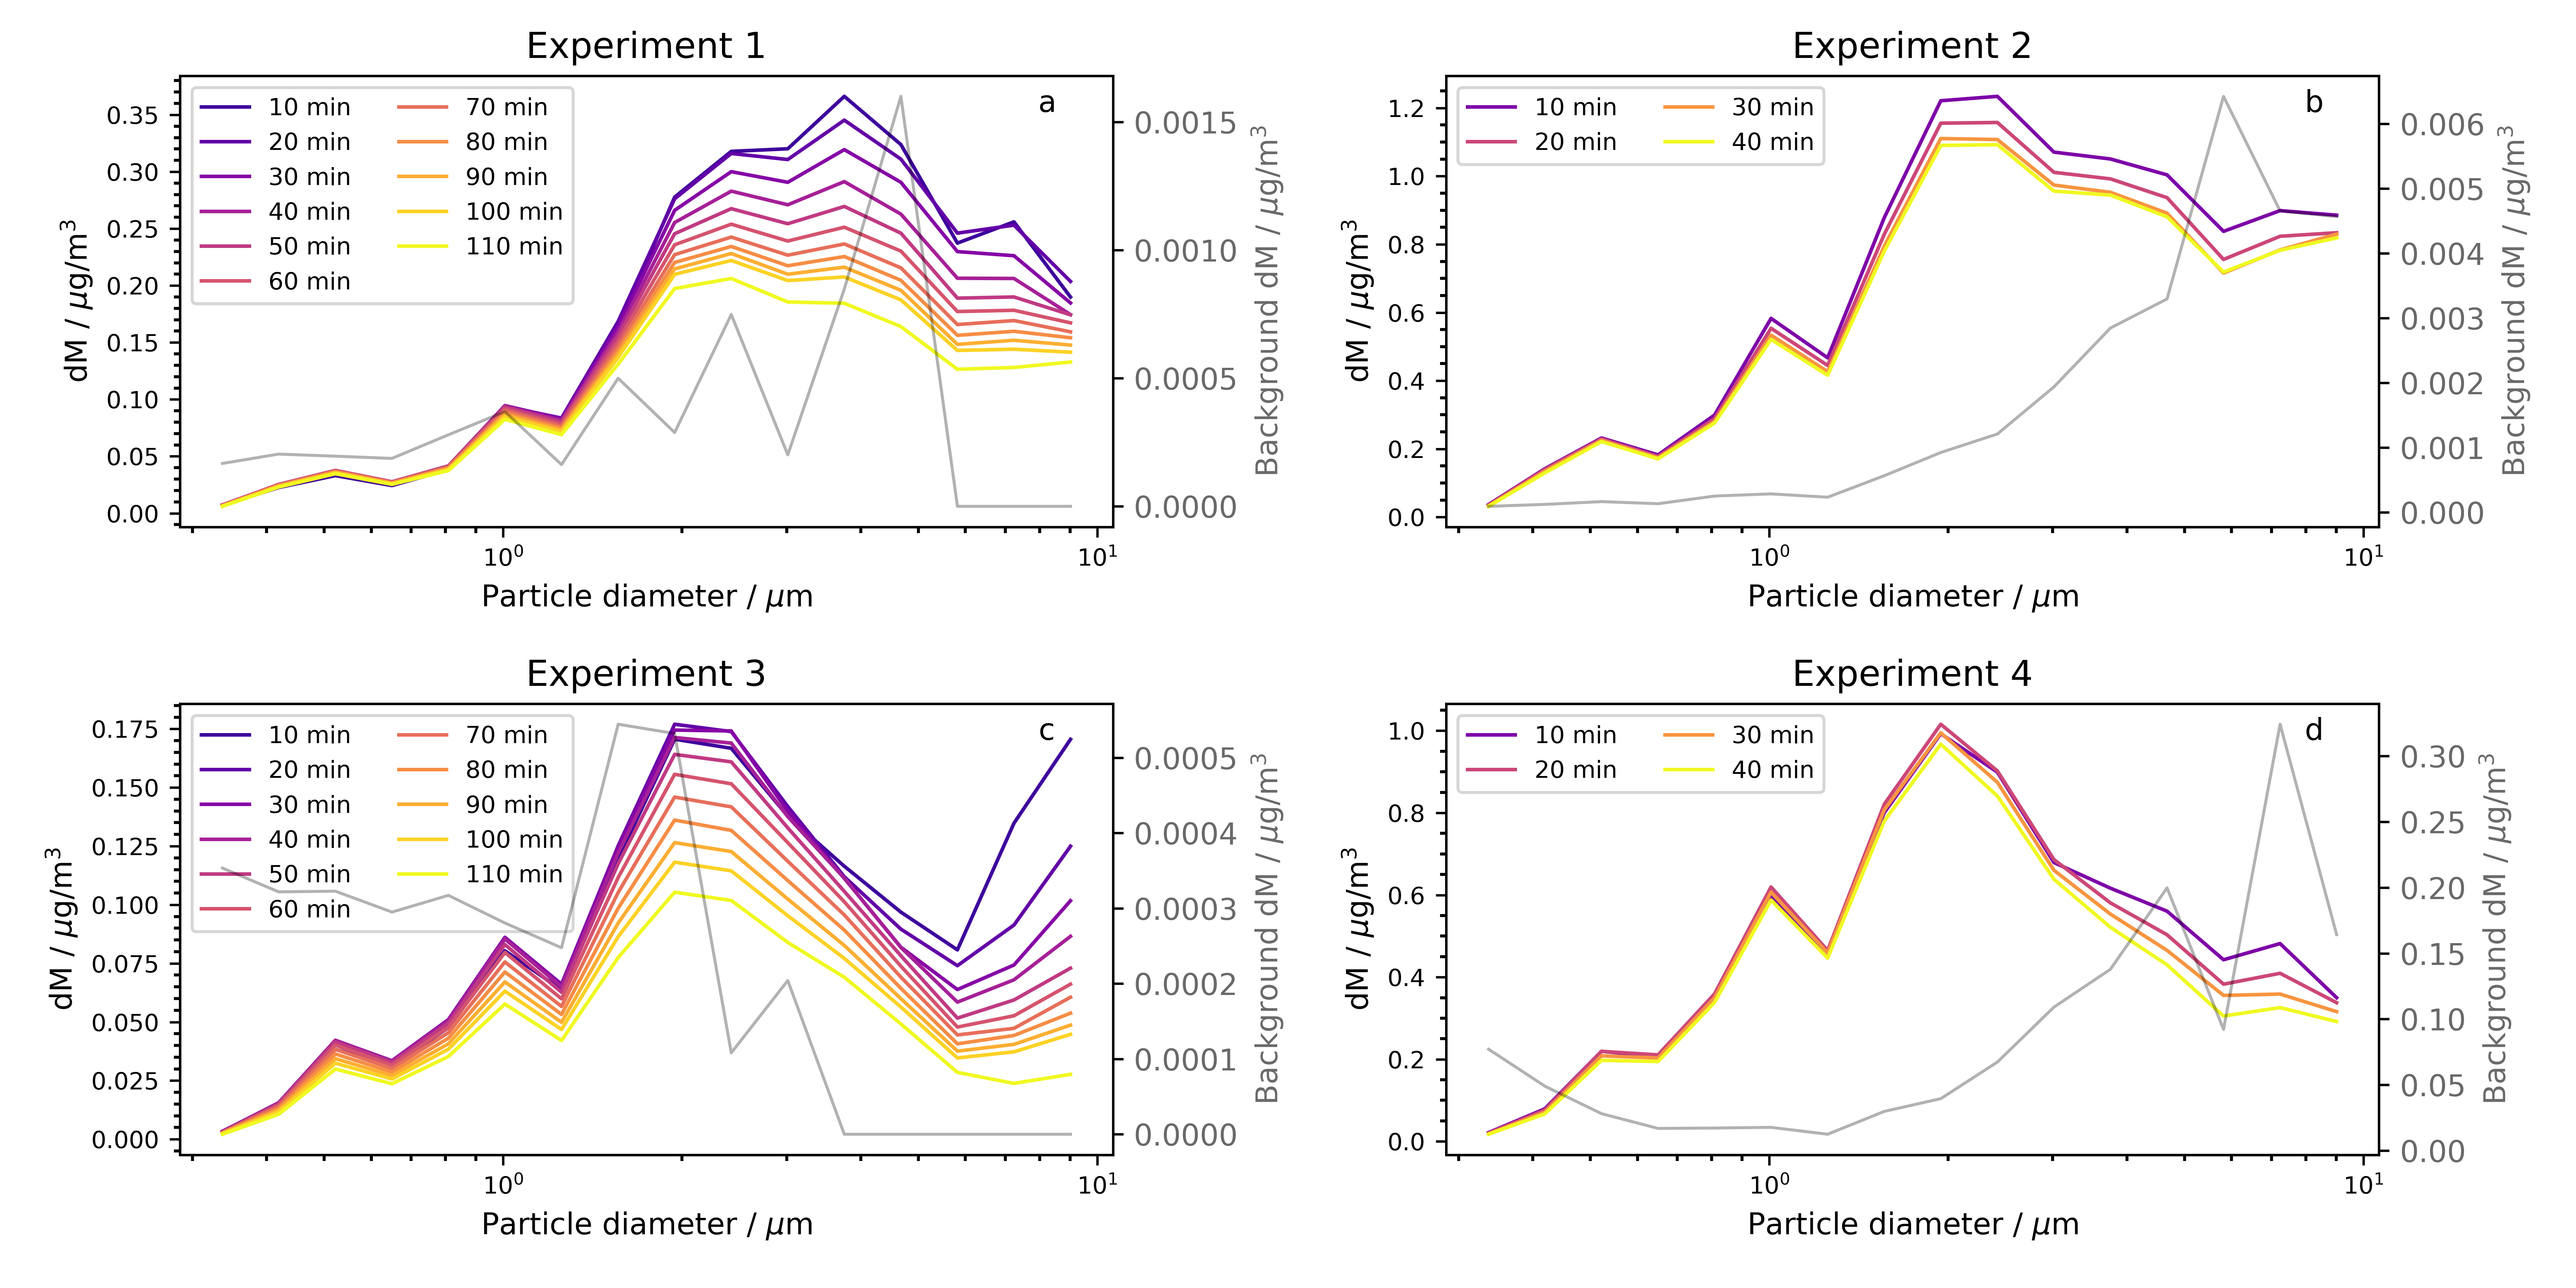 Experiment 1
a
10 min
20 min
30 min
40 min
50 min
60 min
70 min
80 min
90 min
100 min
110 min
dM / μg/m³
0.35
0.30
0.25
0.20
0.15
0.10
0.05
0.00
10⁰
10¹
Particle diameter / μm
0.0015
0.0010
0.0005
0.0000
Background dM / μg/m³
Experiment 2
b
10 min
20 min
30 min
40 min
dM / μg/m³
1.2
1.0
0.8
0.6
0.4
0.2
0.0
10⁰
10¹
Particle diameter / μm
0.006
0.005
0.004
0.003
0.002
0.001
0.000
Background dM / μg/m³
Experiment 3
c
10 min
20 min
30 min
40 min
50 min
60 min
70 min
80 min
90 min
100 min
110 min
dM / μg/m³
0.175
0.150
0.125
0.100
0.075
0.050
0.025
0.000
10⁰
10¹
Particle diameter / μm
0.0005
0.0004
0.0003
0.0002
0.0001
0.0000
Background dM / μg/m³
Experiment 4
d
10 min
20 min
30 min
40 min
dM / μg/m³
1.0
0.8
0.6
0.4
0.2
0.0
10⁰
10¹
Particle diameter / μm
0.30
0.25
0.20
0.15
0.10
0.05
0.00
Background dM / μg/m³